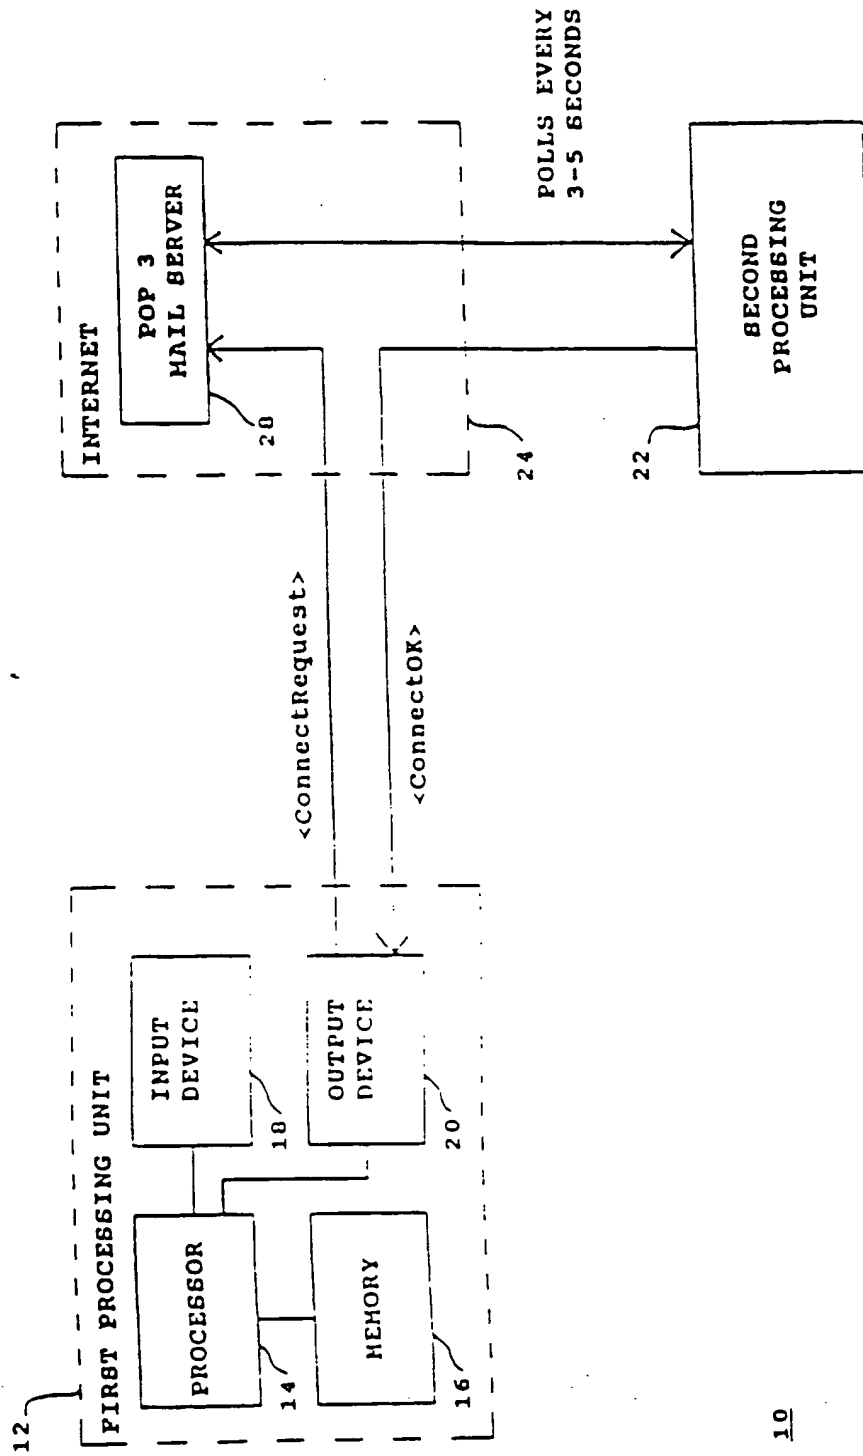 12
FIRST PROCESSING UNIT
PROCESSOR
14
MEMORY
16
INPUT
DEVICE
18
OUTPUT
DEVICE
20
<ConnectRequest>
<ConnectOK>
INTERNET
POP 3
MAIL SERVER
28
24
POLLS EVERY
3-5 SECONDS
22
SECOND
PROCESSING
UNIT
10